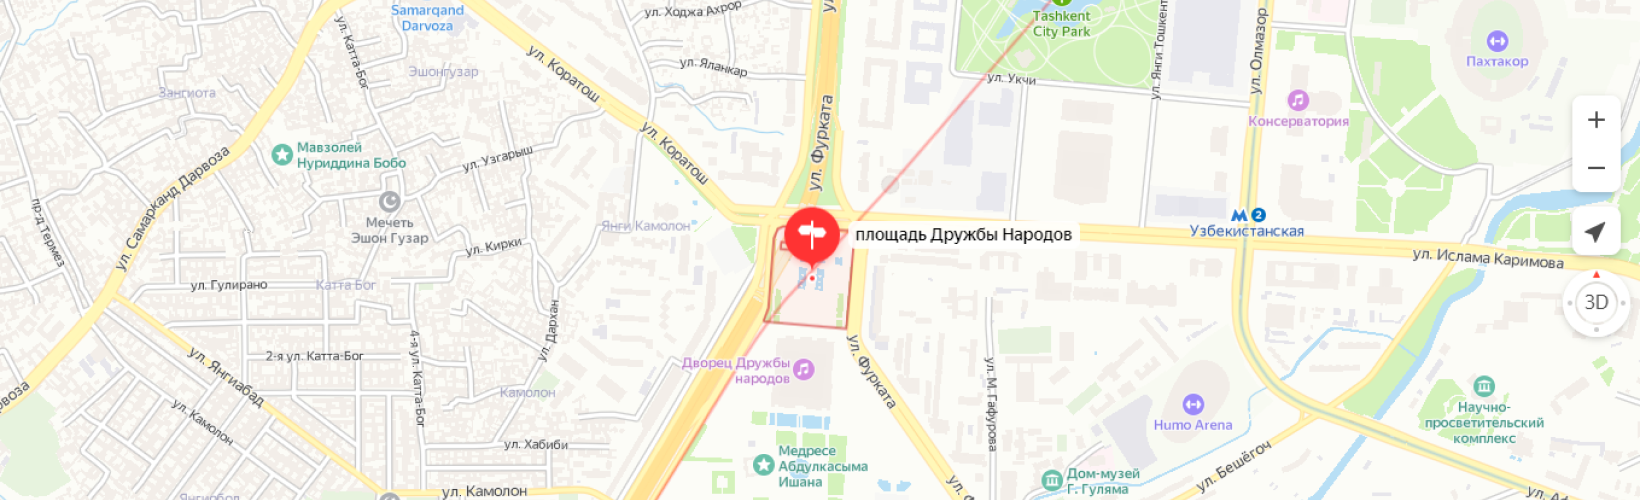 Samarqand
Darvoza
ул. Ходжа Ахрор
Tashkent
City Park
ул. Катта-Бог
ул. Коратош
Эшонгузар
ул. Яланкар
ул. Укчи
ул. Янги Тошкент
ул. Олмазор
Пахтакор
Зангиота
Консерватория
ул. Фурката
Мавзолей
Нуриддина Бобо
ул. Узгарыш
ул. Коратош
пр-д Термез
ул. Самарканд Дарвоза
Мечеть
Эшон Гузар
Янги Камолон
площадь Дружбы Народов
М 2
Узбекистанская
ул. Кирки
ул. Ислама Каримова
ул. Гулирано
Катта Бог
3D
2-я ул. Катта-Бог
4-я ул. Катта-Бог
ул. Дархан
ул. Янгиабад
Дворец Дружбы
народов
ул. Фурката
ул. М. Гафурова
Камолон
ул. Камолон
Humo Arena
Научно-
просветительский
комплекс
ул. Хабиби
Медресе
Абдулкасыма
Ишана
Дом-музей
Г. Гуляма
ул. Бешёгоч
ул. Камолон